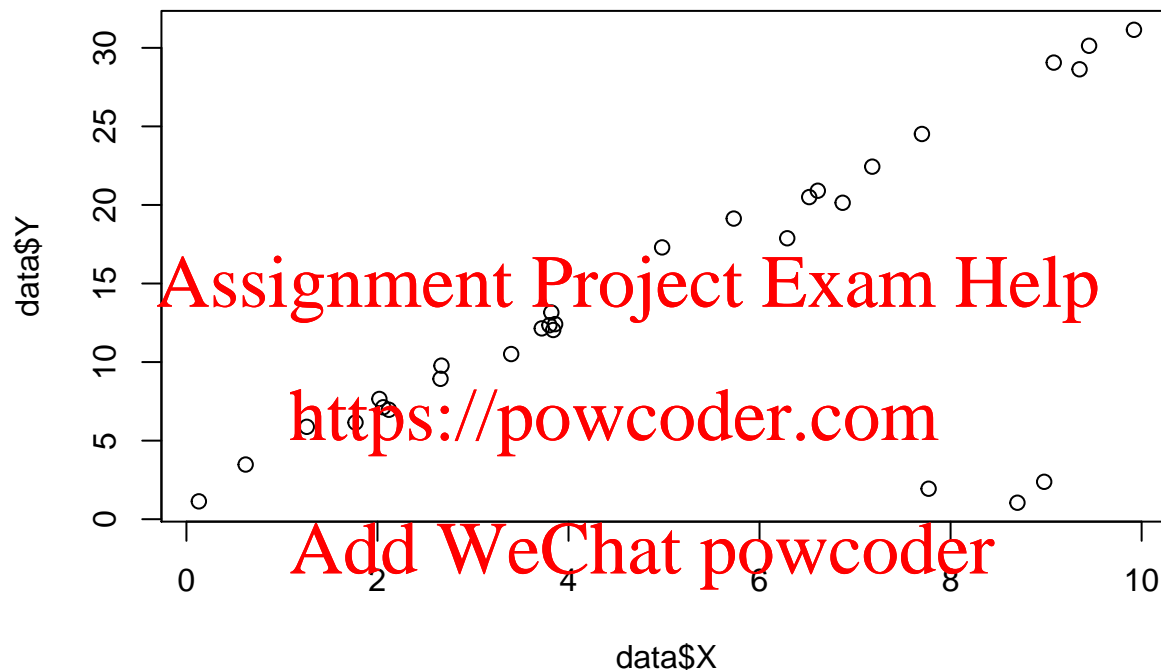 30
25
20
15
10
5
0
data$Y
Assignment Project Exam Help
https://powcoder.com
Add WeChat powcoder
0 2 4 6 8 10
data$X